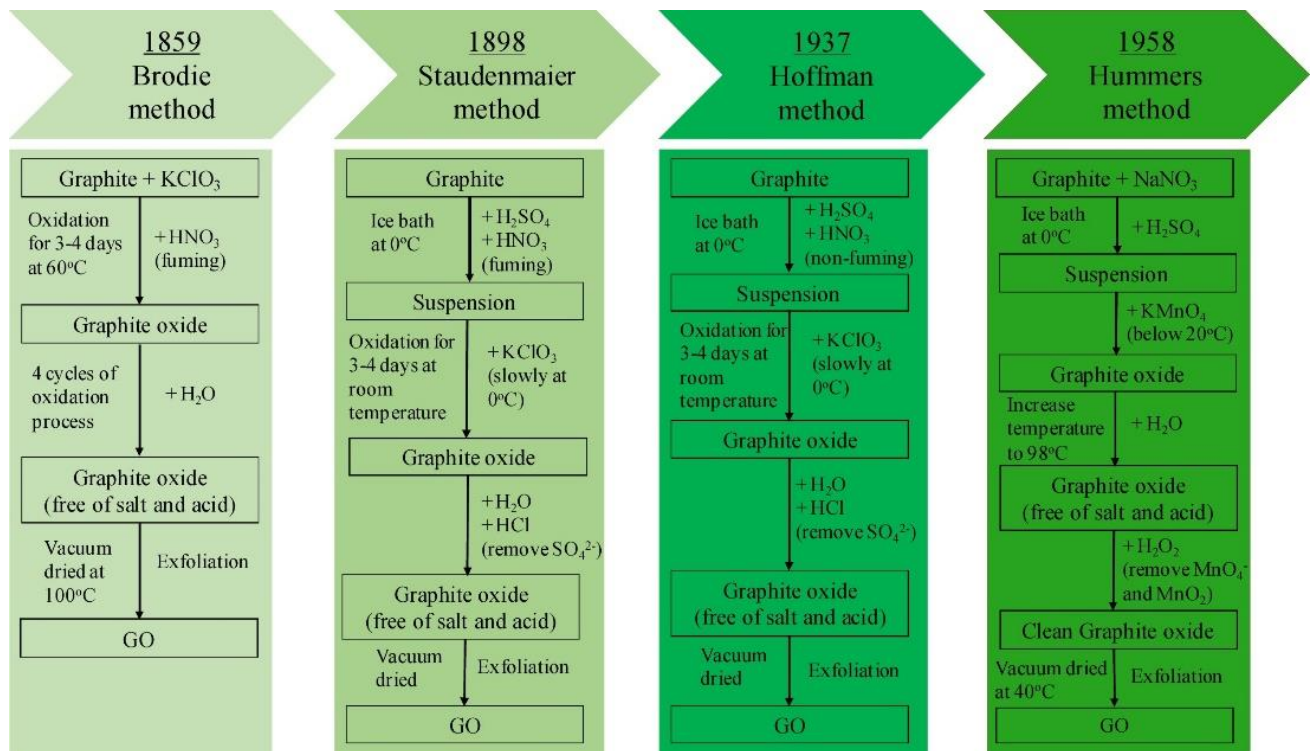 1859
Brodie
method
Graphite + KClO₃
Oxidation
for 3-4 days
at 60°C
+HNO₃
(fuming)
Graphite oxide
4 cycles of
oxidation
process
+H₂O
Graphite oxide
(free of salt and acid)
Vacuum
dried at
100°C
Exfoliation
GO
1898
Staudenmaier
method
Graphite
Ice bath
at 0°C
+H₂SO₄
+HNO₃
(fuming)
Suspension
Oxidation for
3-4 days at
room
temperature
+KClO₃
(slowly at
0°C)
Graphite oxide
+H₂O
+HCl
(remove SO₄²⁻)
Graphite oxide
(free of salt and acid)
Vacuum
dried
Exfoliation
GO
1937
Hoffman
method
Graphite
Ice bath
at 0°C
+H₂SO₄
+HNO₃
(non-fuming)
Suspension
Oxidation for
3-4 days at
room
temperature
+KClO₃
(slowly at
0°C)
Graphite oxide
+H₂O
+HCl
(remove SO₄²⁻)
Graphite oxide
(free of salt and acid)
Vacuum
dried
Exfoliation
GO
1958
Hummers
method
Graphite + NaNO₃
Ice bath
at 0°C
+H₂SO₄
Suspension
+KMnO₄
(below 20°C)
Graphite oxide
Increase
temperature
to 98°C
+H₂O
Graphite oxide
(free of salt and acid)
+H₂O₂
(remove MnO₄⁻
and MnO₂)
Clean Graphite oxide
Vacuum dried
at 40°C
Exfoliation
GO